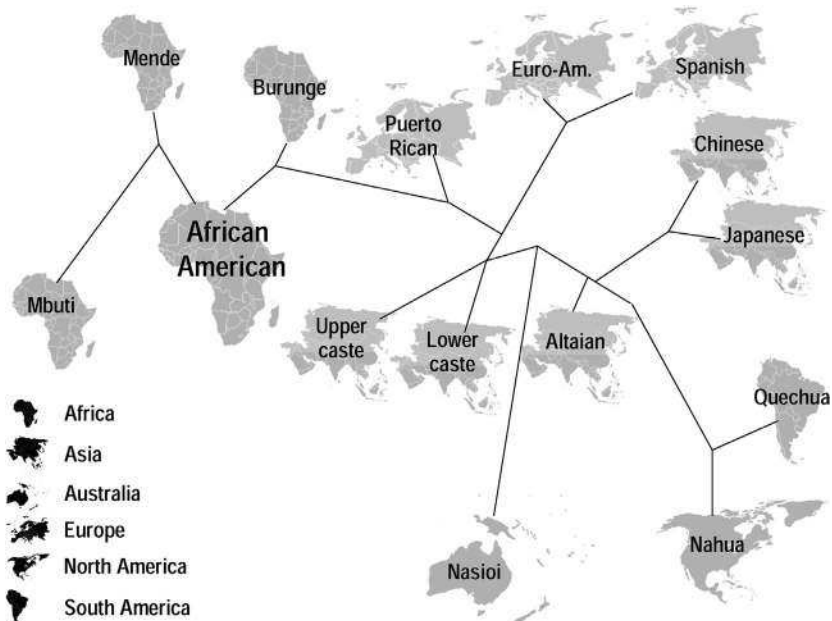 Mende
Burunge
Euro-Am.
Spanish
Puerto
Rican
Chinese
African
American
Japanese
Mbuti
Upper
caste
Lower
caste
Altaian
Quechua
Nasioi
Nahua
Africa
Asia
Australia
Europe
North America
South America